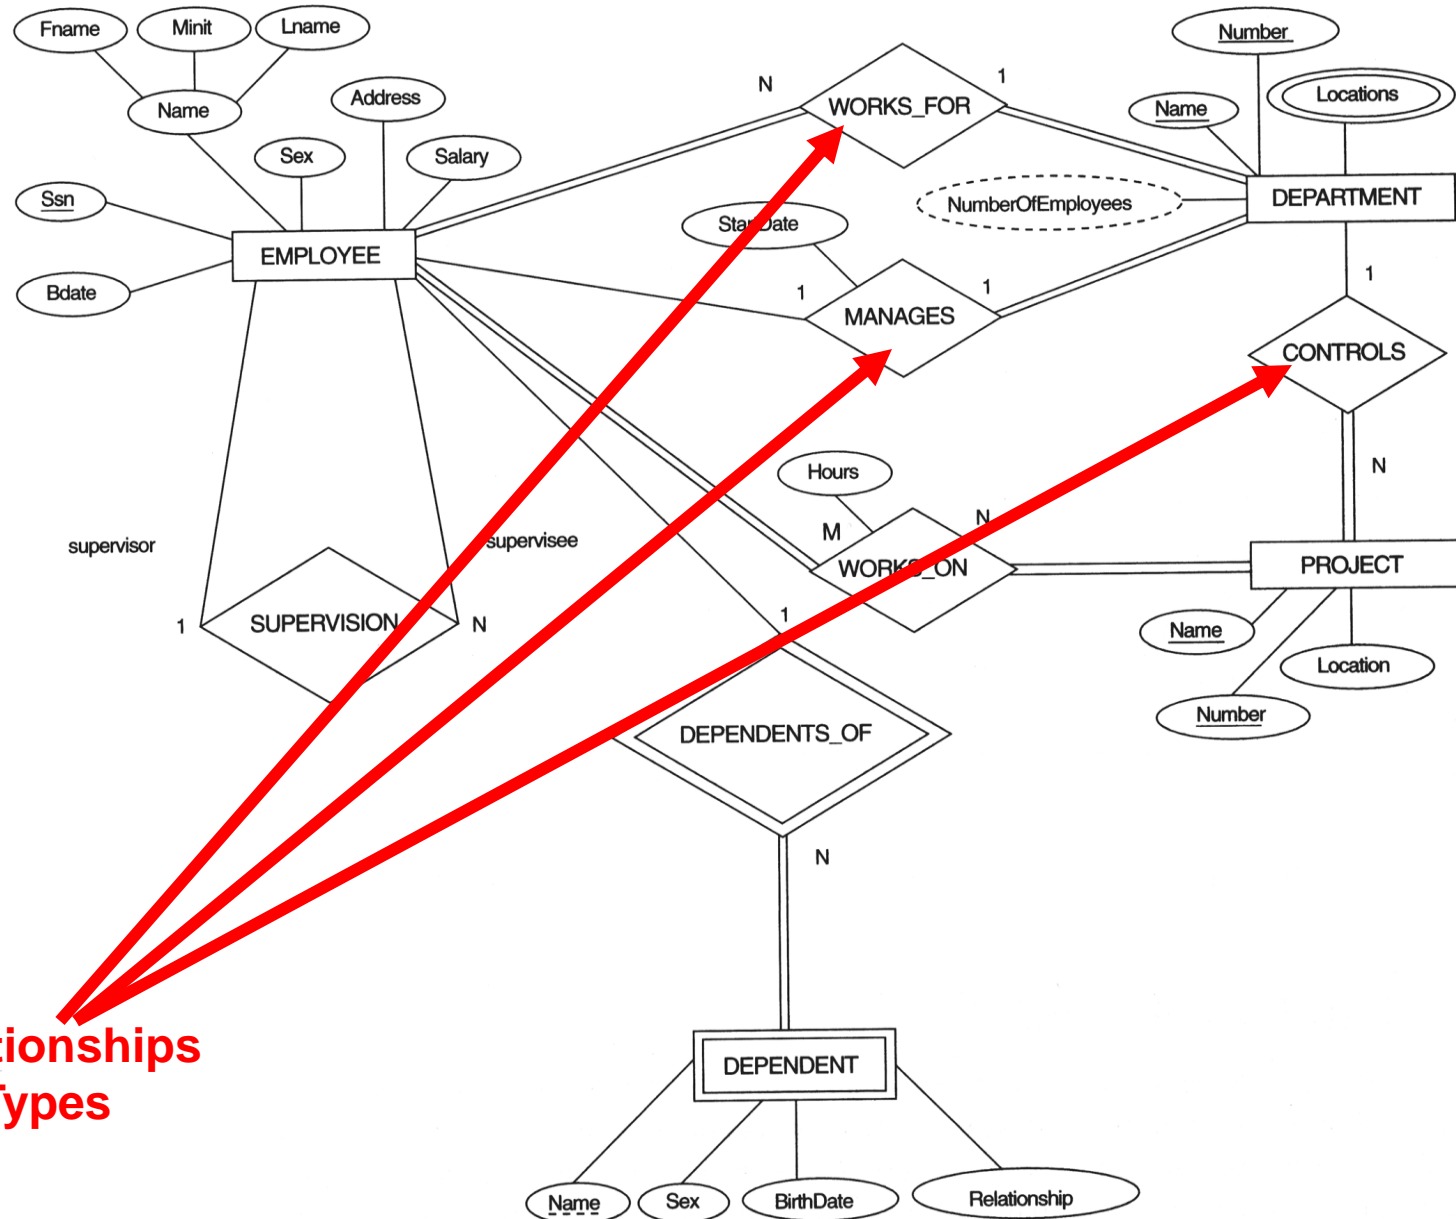 Fname
Minit
Lname
Number
Name
Address
Locations
N
1
WORKS_FOR
Name
Sex
Salary
Ssn
NumberOfEmployees
DEPARTMENT
StartDate
EMPLOYEE
Bdate
1
1
1
MANAGES
CONTROLS
N
Hours
M
N
supervisor
supervisee
WORKS_ON
PROJECT
1
SUPERVISION
N
1
Name
Location
Number
DEPENDENTS_OF
N
tionships
Types
DEPENDENT
Name
Sex
BirthDate
Relationship